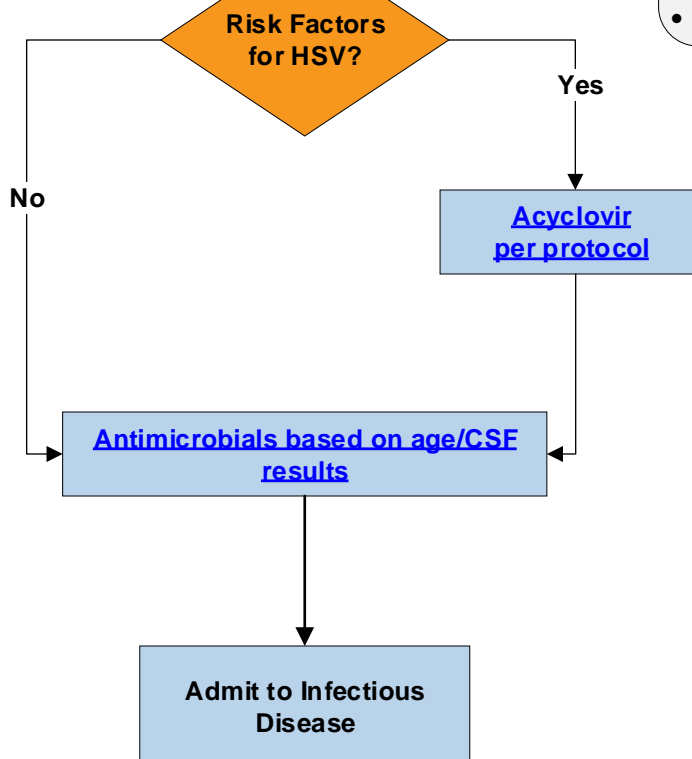 Risk Factors
for HSV?
Yes
No
Acyclovir
per protocol
Antimicrobials based on age/CSF
results
Admit to Infectious
Disease